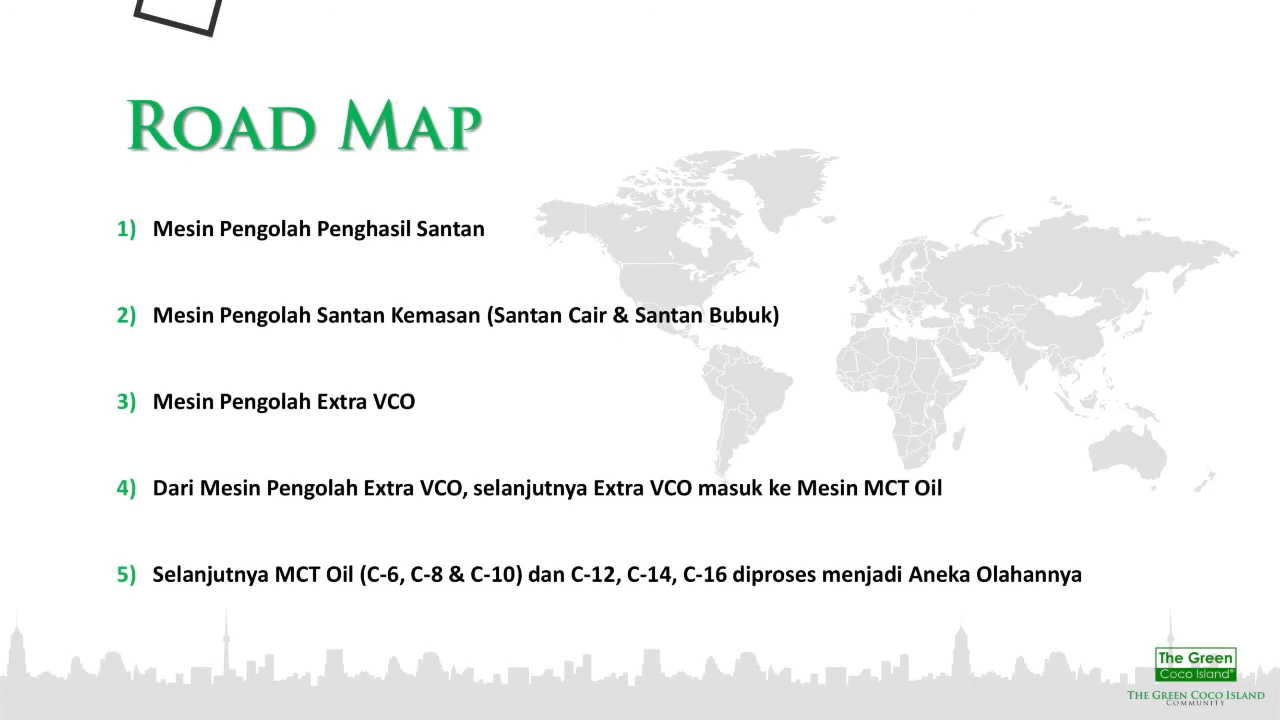 ROAD MAP
1) Mesin Pengolah Penghasil Santan
2) Mesin Pengolah Santan Kemasan (Santan Cair & Santan Bubuk)
3) Mesin Pengolah Extra VCO
4) Dari Mesin Pengolah Extra VCO, selanjutnya Extra VCO masuk ke Mesin MCT Oil
5) Selanjutnya MCT Oil (C-6, C-8 & C-10) dan C-12, C-14, C-16 diproses menjadi Aneka Olahannya
The Green
Coco Island®
THE GREEN COCO ISLAND
COMMUNITY